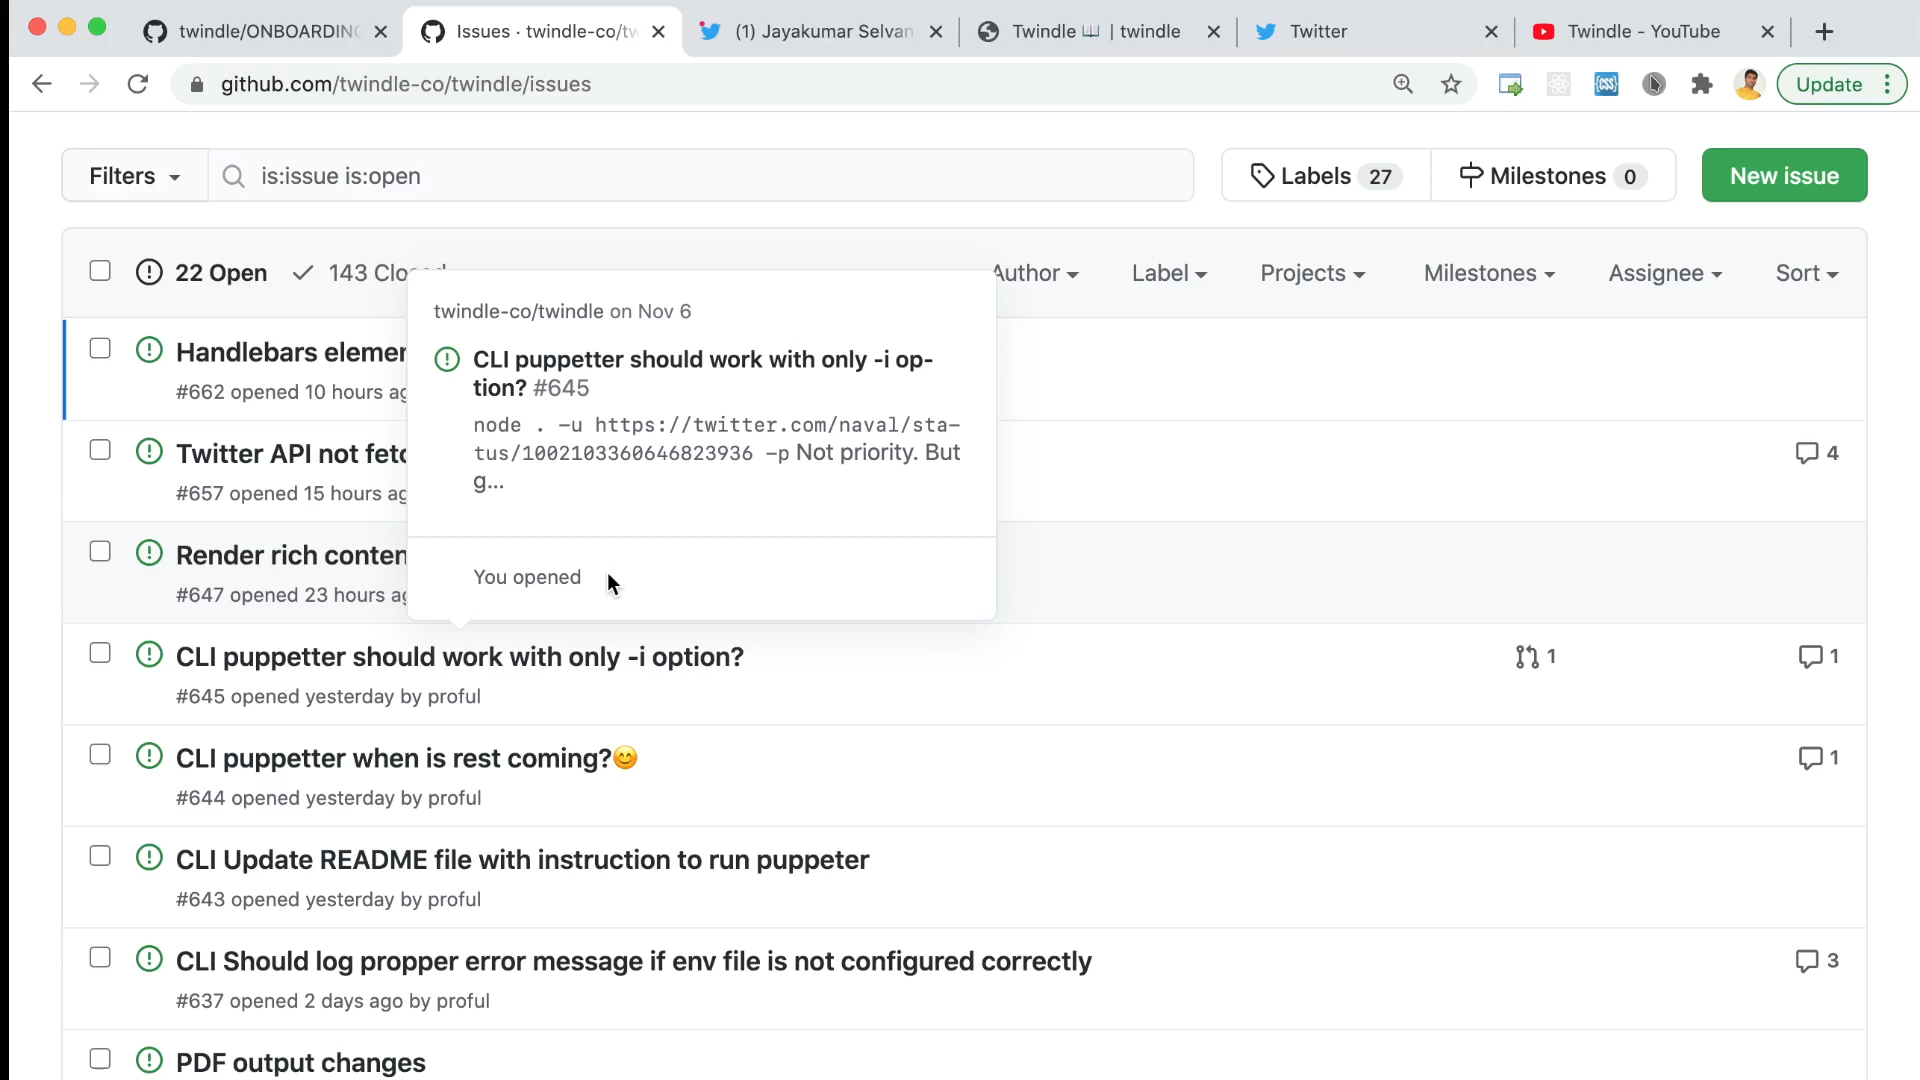 twindle/ONBOARDING
Issues · twindle-co/tw
(1) Jayakumar Selvan
Twindle 📖 | twindle
Twitter
Twindle - YouTube
github.com/twindle-co/twindle/issues
Update
Filters
is:issue is:open
Labels 27
Milestones 0
New issue
22 Open
143 Closed
Author
Label
Projects
Milestones
Assignee
Sort
twindle-co/twindle on Nov 6
CLI puppetter should work with only -i op-
tion? #645
node . -u https://twitter.com/naval/sta-
tus/1002103360646823936 -p Not priority. But
g...
You opened
Handlebars elemen
#662 opened 10 hours ag
Twitter API not fetc
4
#657 opened 15 hours ag
Render rich conten
#647 opened 23 hours ag
CLI puppetter should work with only -i option?
1
1
#645 opened yesterday by proful
CLI puppetter when is rest coming?😊
1
#644 opened yesterday by proful
CLI Update README file with instruction to run puppeter
#643 opened yesterday by proful
CLI Should log propper error message if env file is not configured correctly
3
#637 opened 2 days ago by proful
PDF output changes